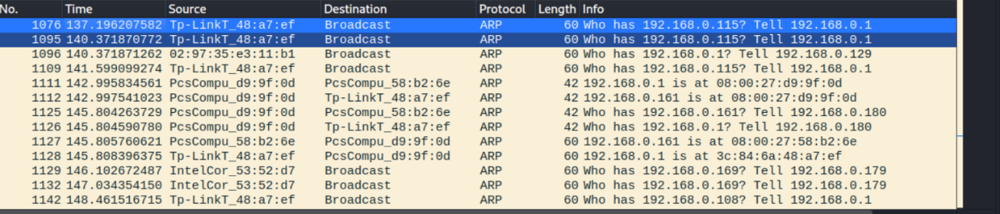 No. Time Source Destination Protocol Length Info
1076 137.196207582 Tp-LinkT_48:a7:ef Broadcast ARP 60 Who has 192.168.0.115? Tell 192.168.0.1
1095 140.371870772 Tp-LinkT_48:a7:ef Broadcast ARP 60 Who has 192.168.0.115? Tell 192.168.0.1
1096 140.371871262 02:97:35:e3:11:b1 Broadcast ARP 60 Who has 192.168.0.1? Tell 192.168.0.129
1109 141.599099274 Tp-LinkT_48:a7:ef Broadcast ARP 60 Who has 192.168.0.115? Tell 192.168.0.1
1111 142.995834561 PcsCompu_d9:9f:0d PcsCompu_58:b2:6e ARP 42 192.168.0.1 is at 08:00:27:d9:9f:0d
1112 142.997541023 PcsCompu_d9:9f:0d Tp-LinkT_48:a7:ef ARP 42 192.168.0.161 is at 08:00:27:d9:9f:0d
1125 145.804263729 PcsCompu_d9:9f:0d PcsCompu_58:b2:6e ARP 42 Who has 192.168.0.161? Tell 192.168.0.180
1126 145.804590780 PcsCompu_d9:9f:0d Tp-LinkT_48:a7:ef ARP 42 Who has 192.168.0.1? Tell 192.168.0.180
1127 145.805760621 PcsCompu_58:b2:6e PcsCompu_d9:9f:0d ARP 60 192.168.0.161 is at 08:00:27:58:b2:6e
1128 145.808396375 Tp-LinkT_48:a7:ef PcsCompu_d9:9f:0d ARP 60 192.168.0.1 is at 3c:84:6a:48:a7:ef
1129 146.102672487 IntelCor_53:52:d7 Broadcast ARP 60 Who has 192.168.0.169? Tell 192.168.0.179
1132 147.034354150 IntelCor_53:52:d7 Broadcast ARP 60 Who has 192.168.0.169? Tell 192.168.0.179
1142 148.461516715 Tp-LinkT_48:a7:ef Broadcast ARP 60 Who has 192.168.0.108? Tell 192.168.0.1